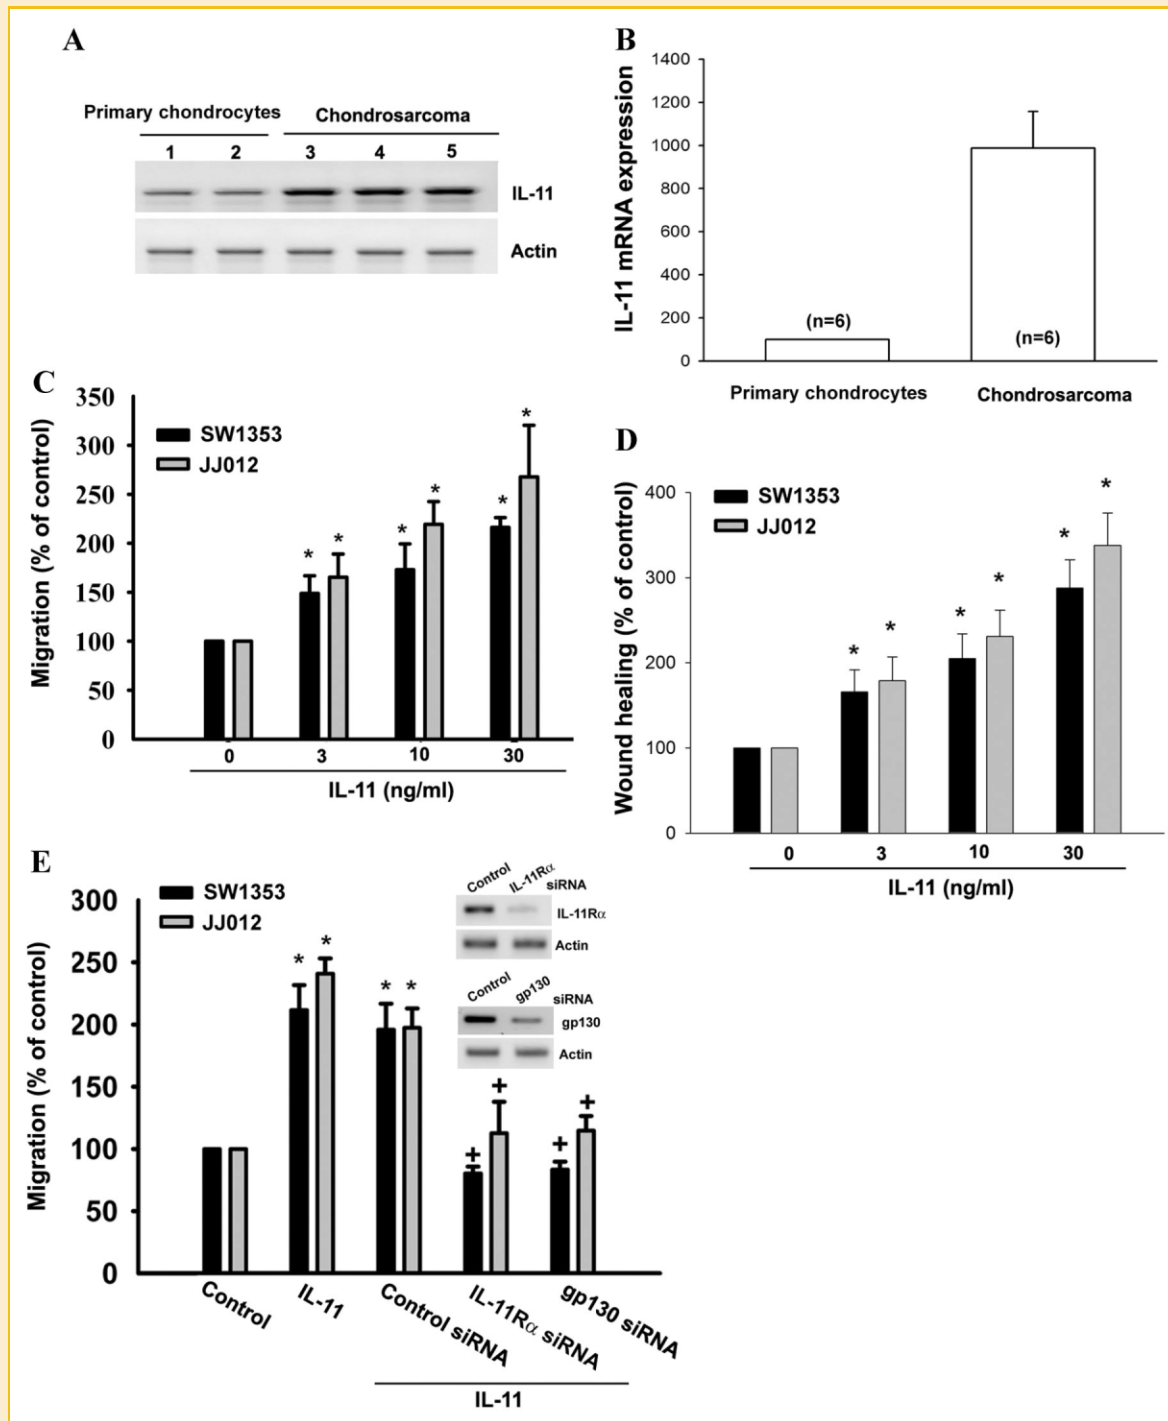 A
Primary chondrocytes Chondrosarcoma
1 2 3 4 5
IL-11
Actin
B
IL-11 mRNA expression
1400
1200
1000
800
600
400
200
0
(n=6)
(n=6)
Primary chondrocytes Chondrosarcoma
C
Migration (% of control)
350
300
250
200
150
100
50
0
SW1353
JJ012
* * * * * *
0 3 10 30
IL-11 (ng/ml)
D
Wound healing (% of control)
400
300
200
100
0
SW1353
JJ012
* * * * * *
0 3 10 30
IL-11 (ng/ml)
E
Migration (% of control)
300
250
200
150
100
50
0
SW1353
JJ012
* * * * + + + +
Control IL-11Rα siRNA
IL-11Rα
Actin
Control gp130 siRNA
gp130
Actin
Control IL-11 Control siRNA IL-11Rα siRNA gp130 siRNA
IL-11